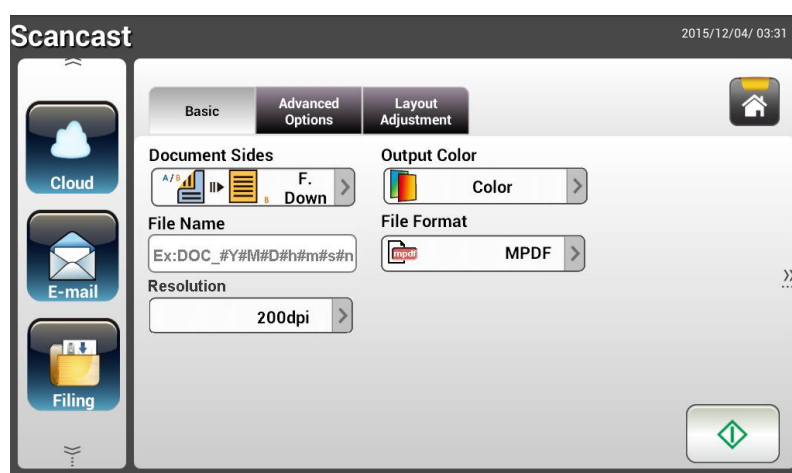 Scancast
2015/12/04/ 03:31
Basic
Advanced
Options
Layout
Adjustment
Cloud
E-mail
Filing
Document Sides
A/B
B
F.
Down
Output Color
Color
File Name
Ex:DOC_#Y#M#D#h#m#s#n
File Format
mpdf
MPDF
Resolution
200dpi